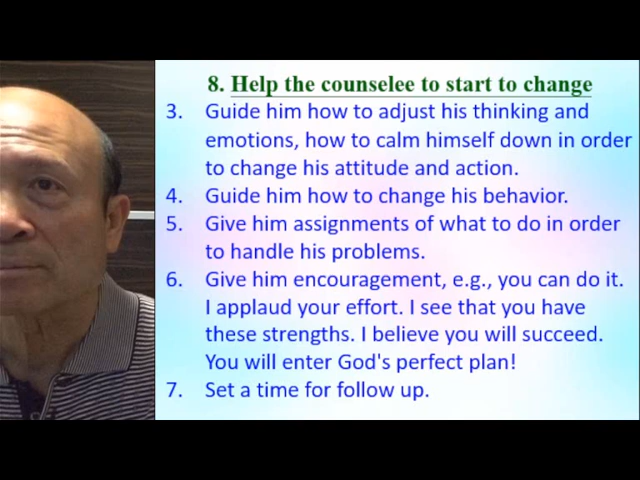 8. Help the counselee to start to change
3. Guide him how to adjust his thinking and
emotions, how to calm himself down in order
to change his attitude and action.
4. Guide him how to change his behavior.
5. Give him assignments of what to do in order
to handle his problems.
6. Give him encouragement, e.g., you can do it.
I applaud your effort. I see that you have
these strengths. I believe you will succeed.
You will enter God's perfect plan!
7. Set a time for follow up.